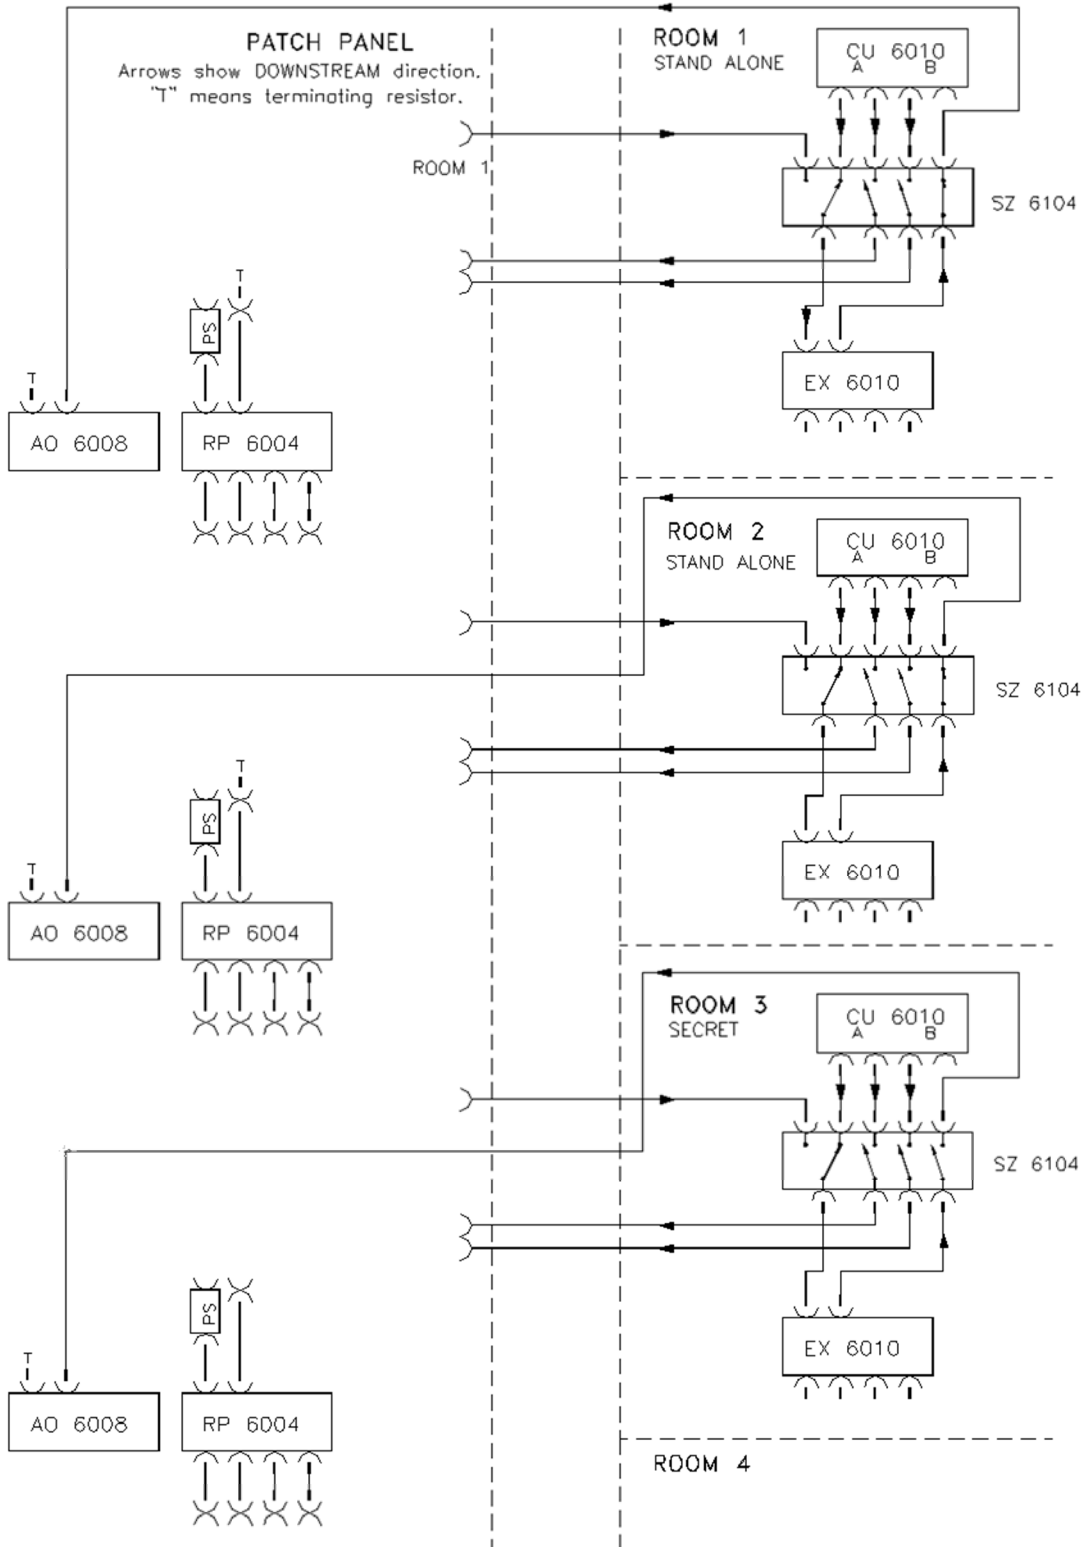 PATCH PANEL
Arrows show DOWNSTREAM direction.
"T" means terminating resistor.
ROOM 1
STAND ALONE
CU 6010
A B
ROOM 1
SZ 6104
T
PS
T
EX 6010
AO 6008
RP 6004
ROOM 2
STAND ALONE
CU 6010
A B
SZ 6104
T
PS
T
EX 6010
AO 6008
RP 6004
ROOM 3
SECRET
CU 6010
A B
SZ 6104
PS
T
EX 6010
AO 6008
RP 6004
ROOM 4